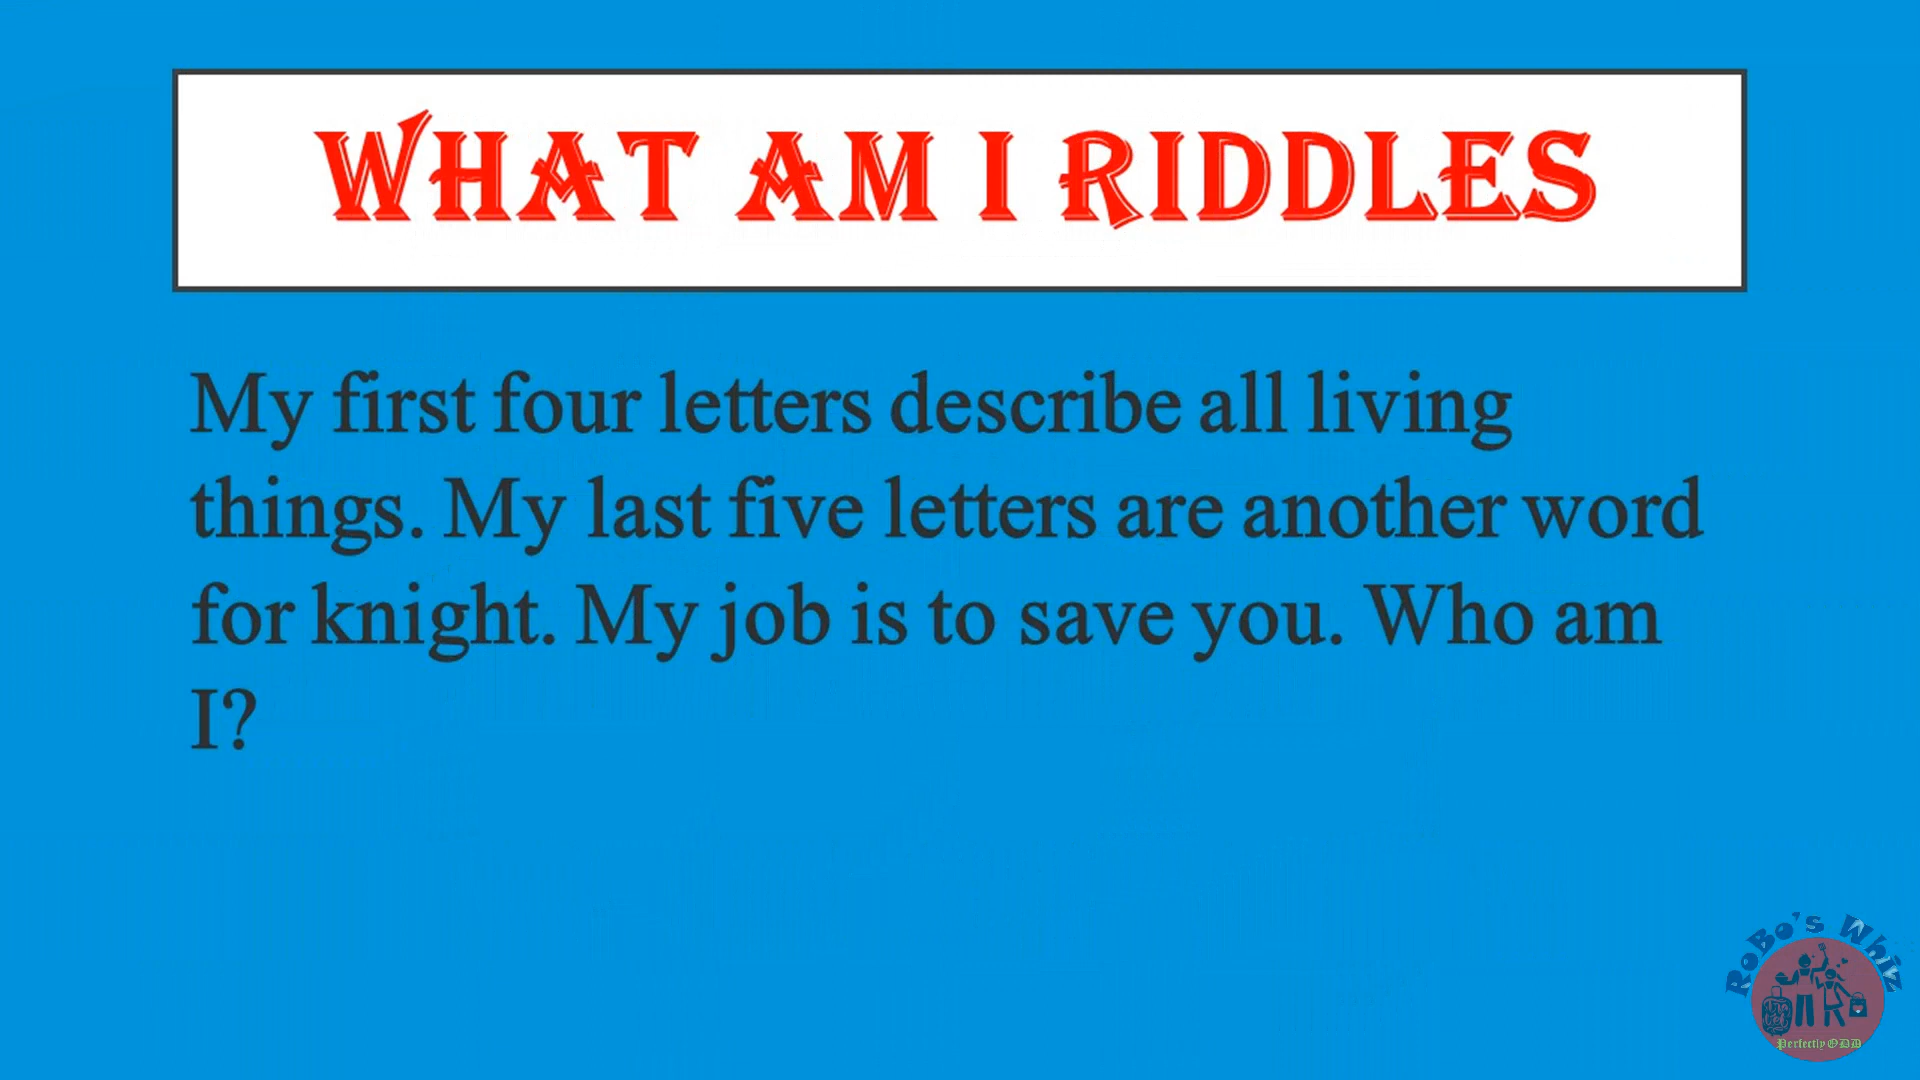 WHAT AM I RIDDLES
My first four letters describe all living
things. My last five letters are another word
for knight. My job is to save you. Who am
I?
RoBo's Whiz
Perfectly ODD